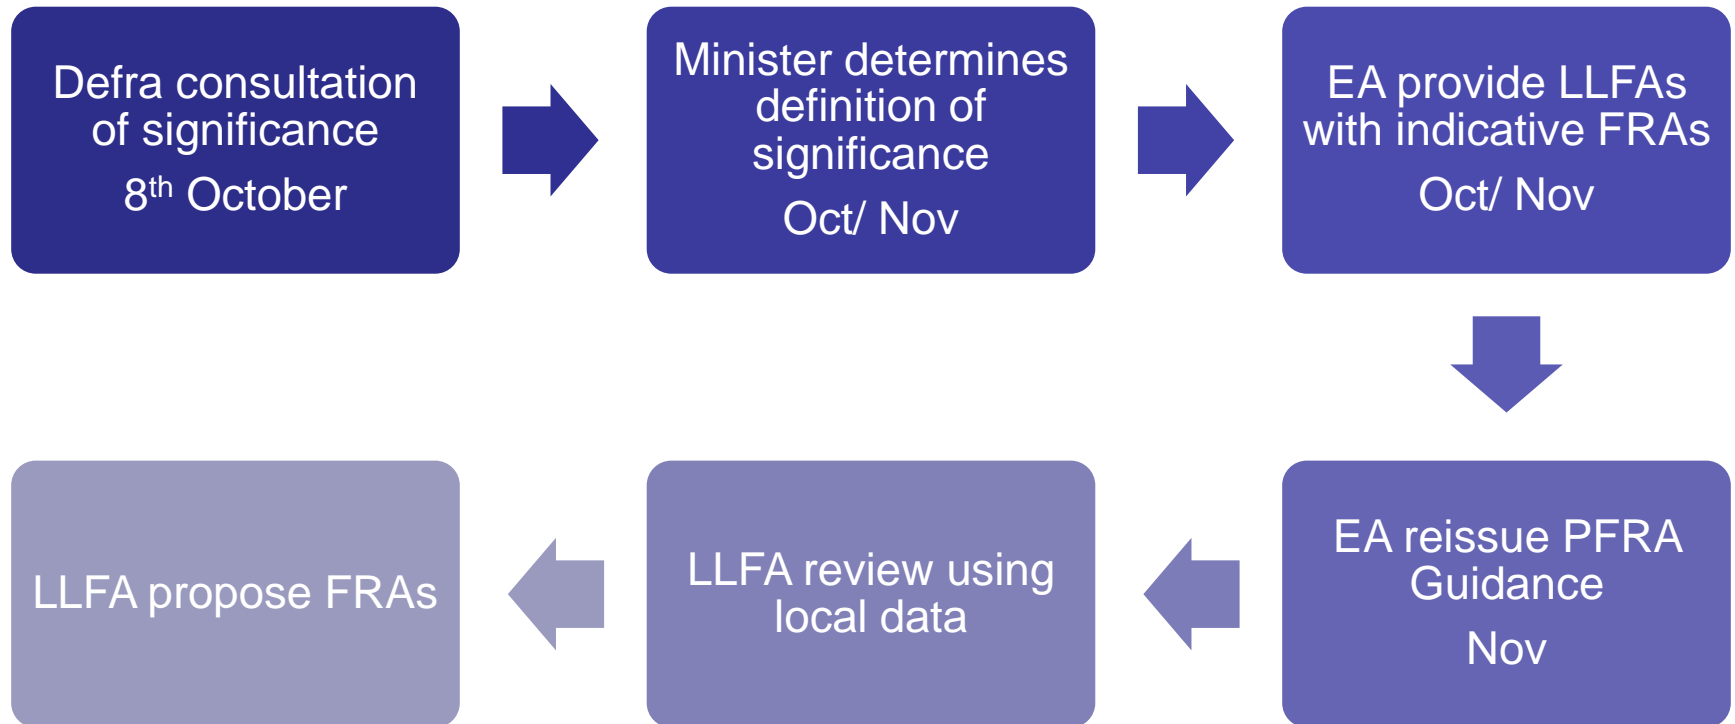 Defra consultation
of significance
8th October
Minister determines
definition of
significance
Oct/ Nov
EA provide LLFAs
with indicative FRAs
Oct/ Nov
EA reissue PFRA
Guidance
Nov
LLFA review using
local data
LLFA propose FRAs